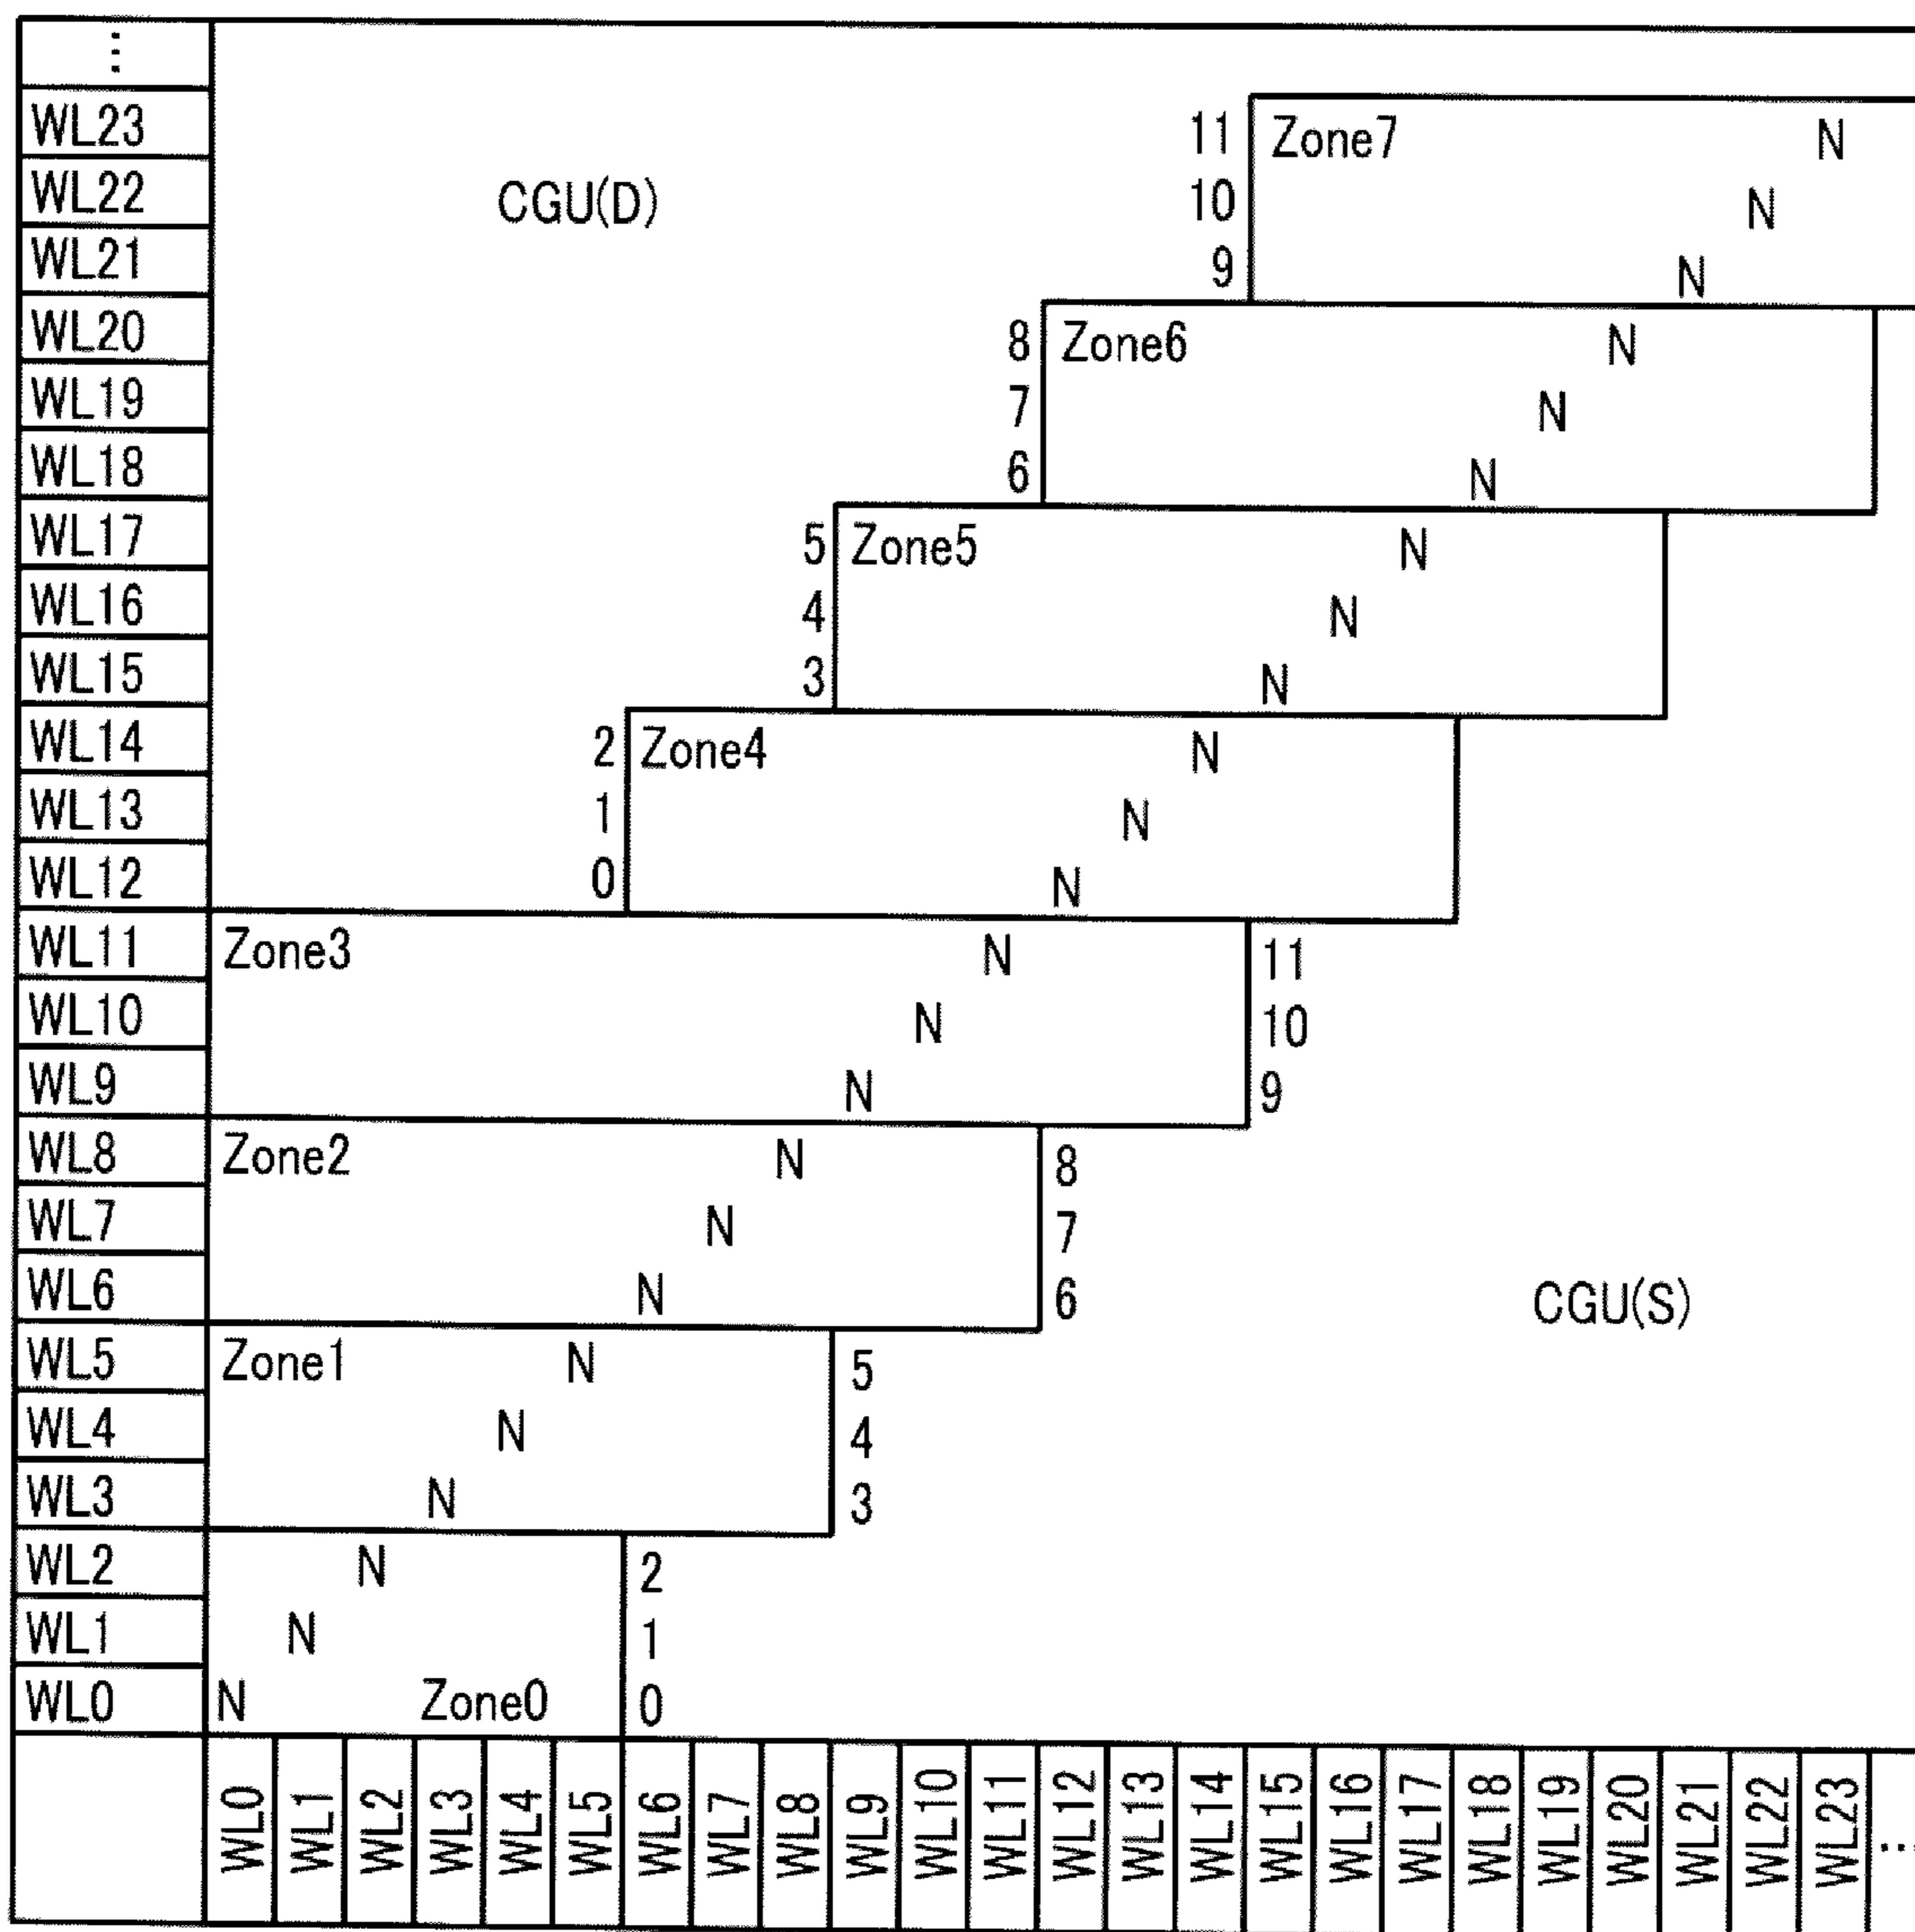 ⋮
WL23 11 Zone7 N
WL22 CGU(D) 10 N
WL21 9 N
WL20 8 Zone6 N
WL19 7 N
WL18 6 N
WL17 5 Zone5 N
WL16 4 N
WL15 3 N
WL14 2 Zone4 N
WL13 1 N
WL12 0 N
WL11 Zone3 N 11
WL10 N 10
WL9 N 9
WL8 Zone2 N 8
WL7 N 7
WL6 N 6 CGU(S)
WL5 Zone1 N 5
WL4 N 4
WL3 N 3
WL2 N 2
WL1 N 1
WL0 N Zone0 0
WL0 WL1 WL2 WL3 WL4 WL5 WL6 WL7 WL8 WL9 WL10 WL11 WL12 WL13 WL14 WL15 WL16 WL17 WL18 WL19 WL20 WL21 WL22 WL23 ...